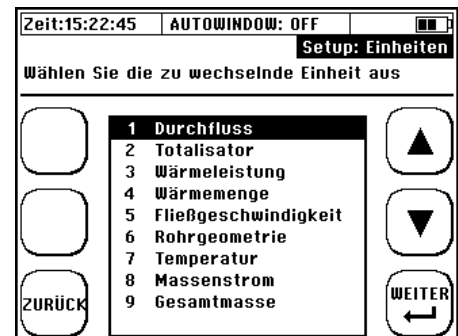 Zeit:15:22:45 AUTOWINDOW: OFF
Setup: Einheiten
Wählen Sie die zu wechselnde Einheit aus
1 Durchfluss
2 Totalisator
3 Wärmeleistung
4 Wärmemenge
5 Fließgeschwindigkeit
6 Rohrgeometrie
7 Temperatur
8 Massenstrom
9 Gesamtmasse
ZURÜCK
WEITER